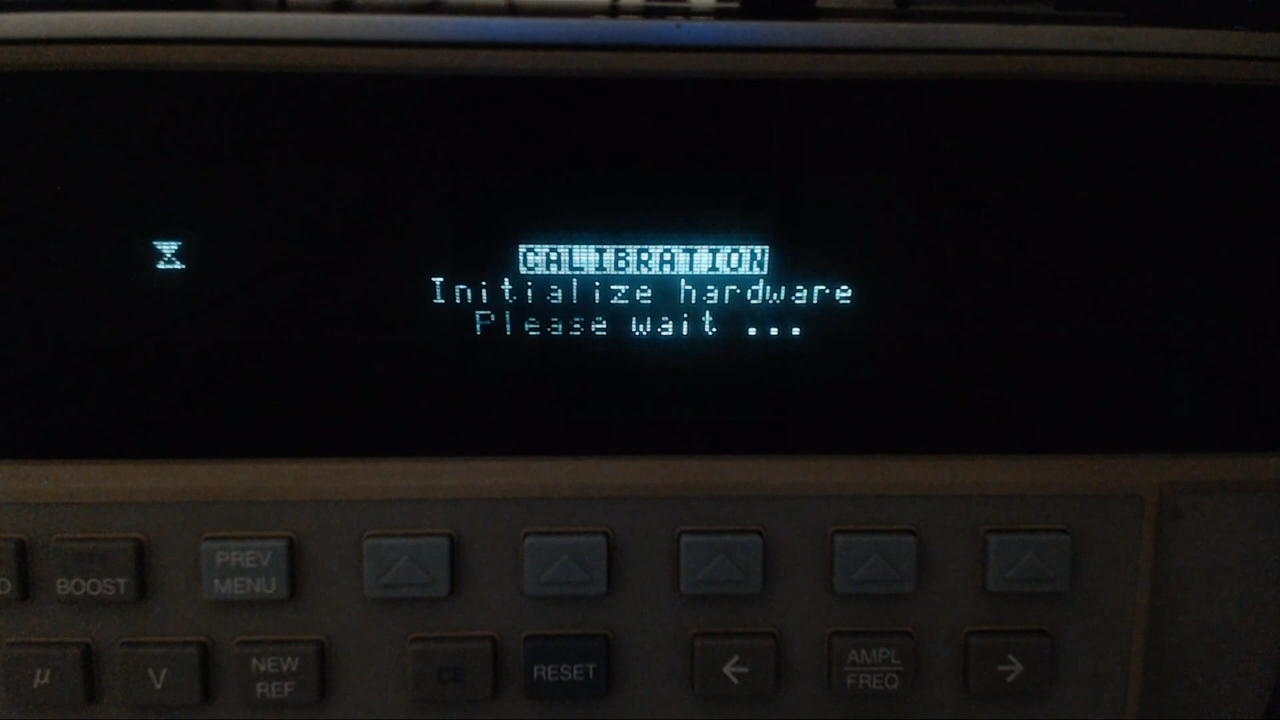 CALIBRATION
Initialize hardware
Please wait ...
BOOST
PREV
MENU
µ
V
NEW
REF
CE
RESET
←
AMPL
FREQ
→